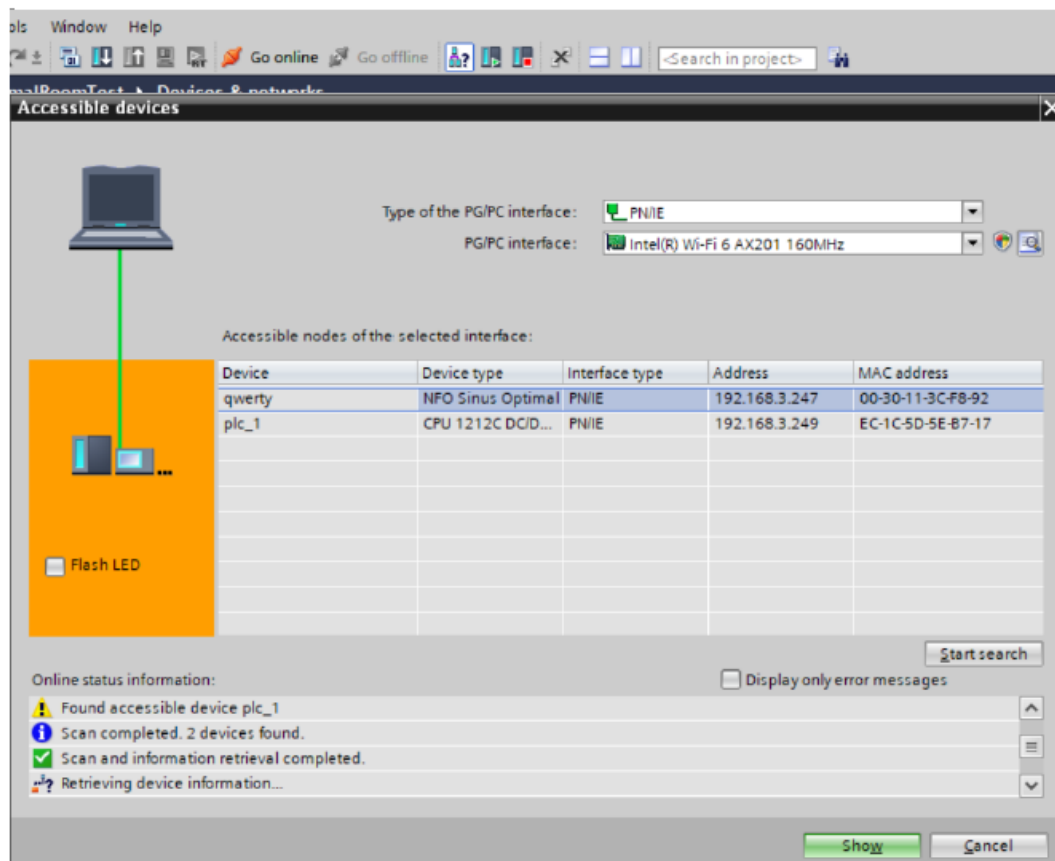 ols Window Help
Go online Go offline <Search in project>
malRoomTest ▸ Devices & networks
Accessible devices
Type of the PG/PC interface: PN/IE
PG/PC interface: Intel(R) Wi-Fi 6 AX201 160MHz
Accessible nodes of the selected interface:
Device Device type Interface type Address MAC address
qwerty NFO Sinus Optimal PN/IE 192.168.3.247 00-30-11-3C-F8-92
plc_1 CPU 1212C DC/D... PN/IE 192.168.3.249 EC-1C-5D-5E-B7-17
Flash LED
Start search
Online status information: Display only error messages
Found accessible device plc_1
Scan completed. 2 devices found.
Scan and information retrieval completed.
Retrieving device information...
Show Cancel